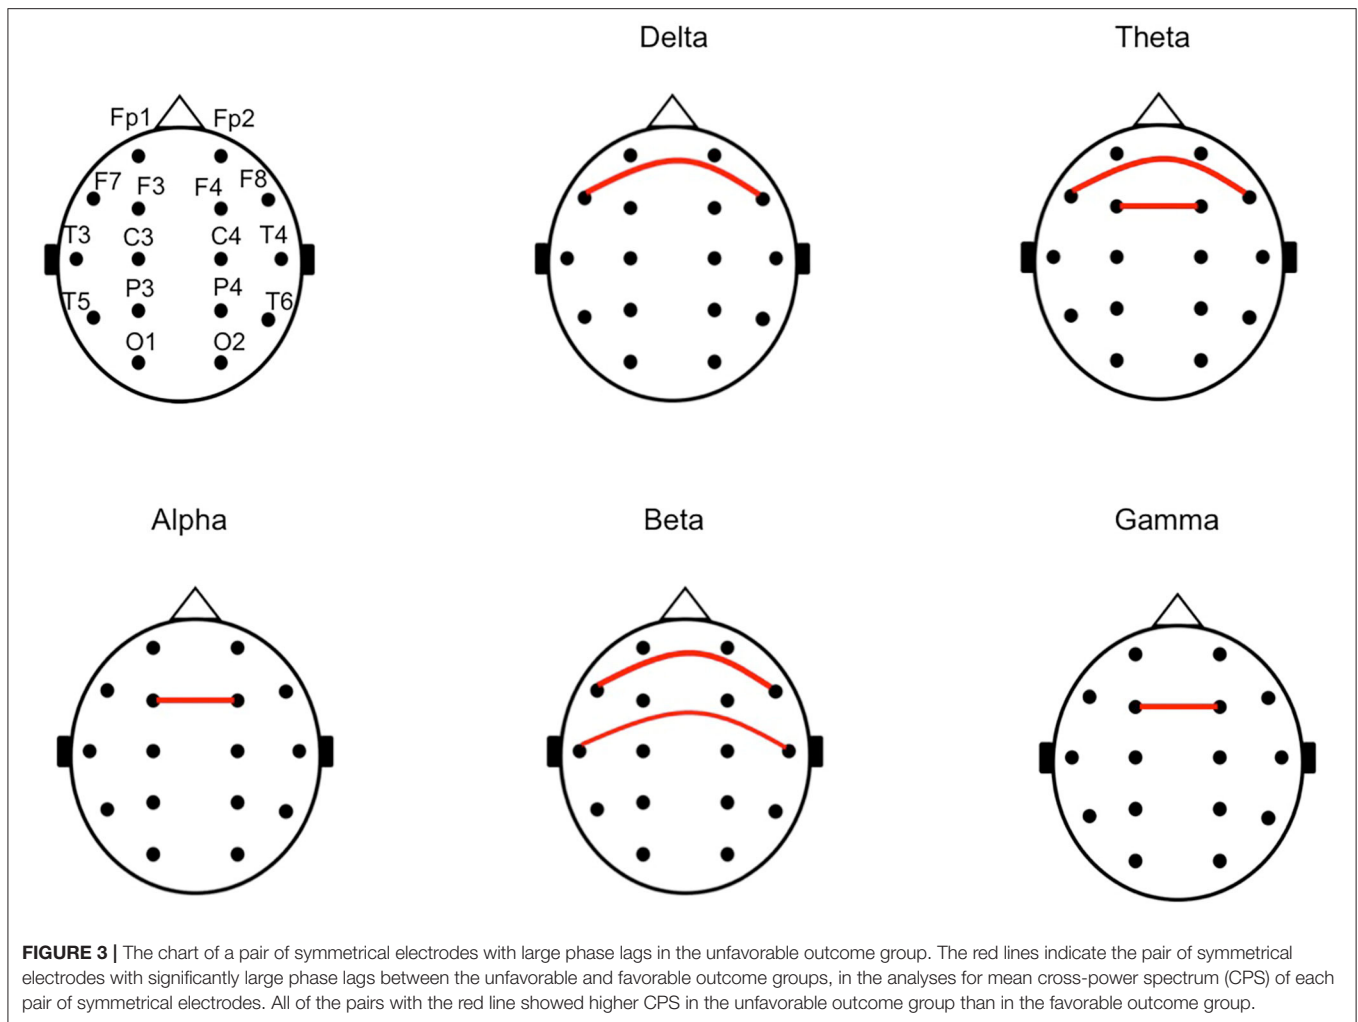 Delta
Theta
Fp1 Fp2
F7 F3 F4 F8
T3 C3 C4 T4
T5 P3 P4 T6
O1 O2
Alpha
Beta
Gamma
FIGURE 3 | The chart of a pair of symmetrical electrodes with large phase lags in the unfavorable outcome group. The red lines indicate the pair of symmetrical
electrodes with significantly large phase lags between the unfavorable and favorable outcome groups, in the analyses for mean cross-power spectrum (CPS) of each
pair of symmetrical electrodes. All of the pairs with the red line showed higher CPS in the unfavorable outcome group than in the favorable outcome group.